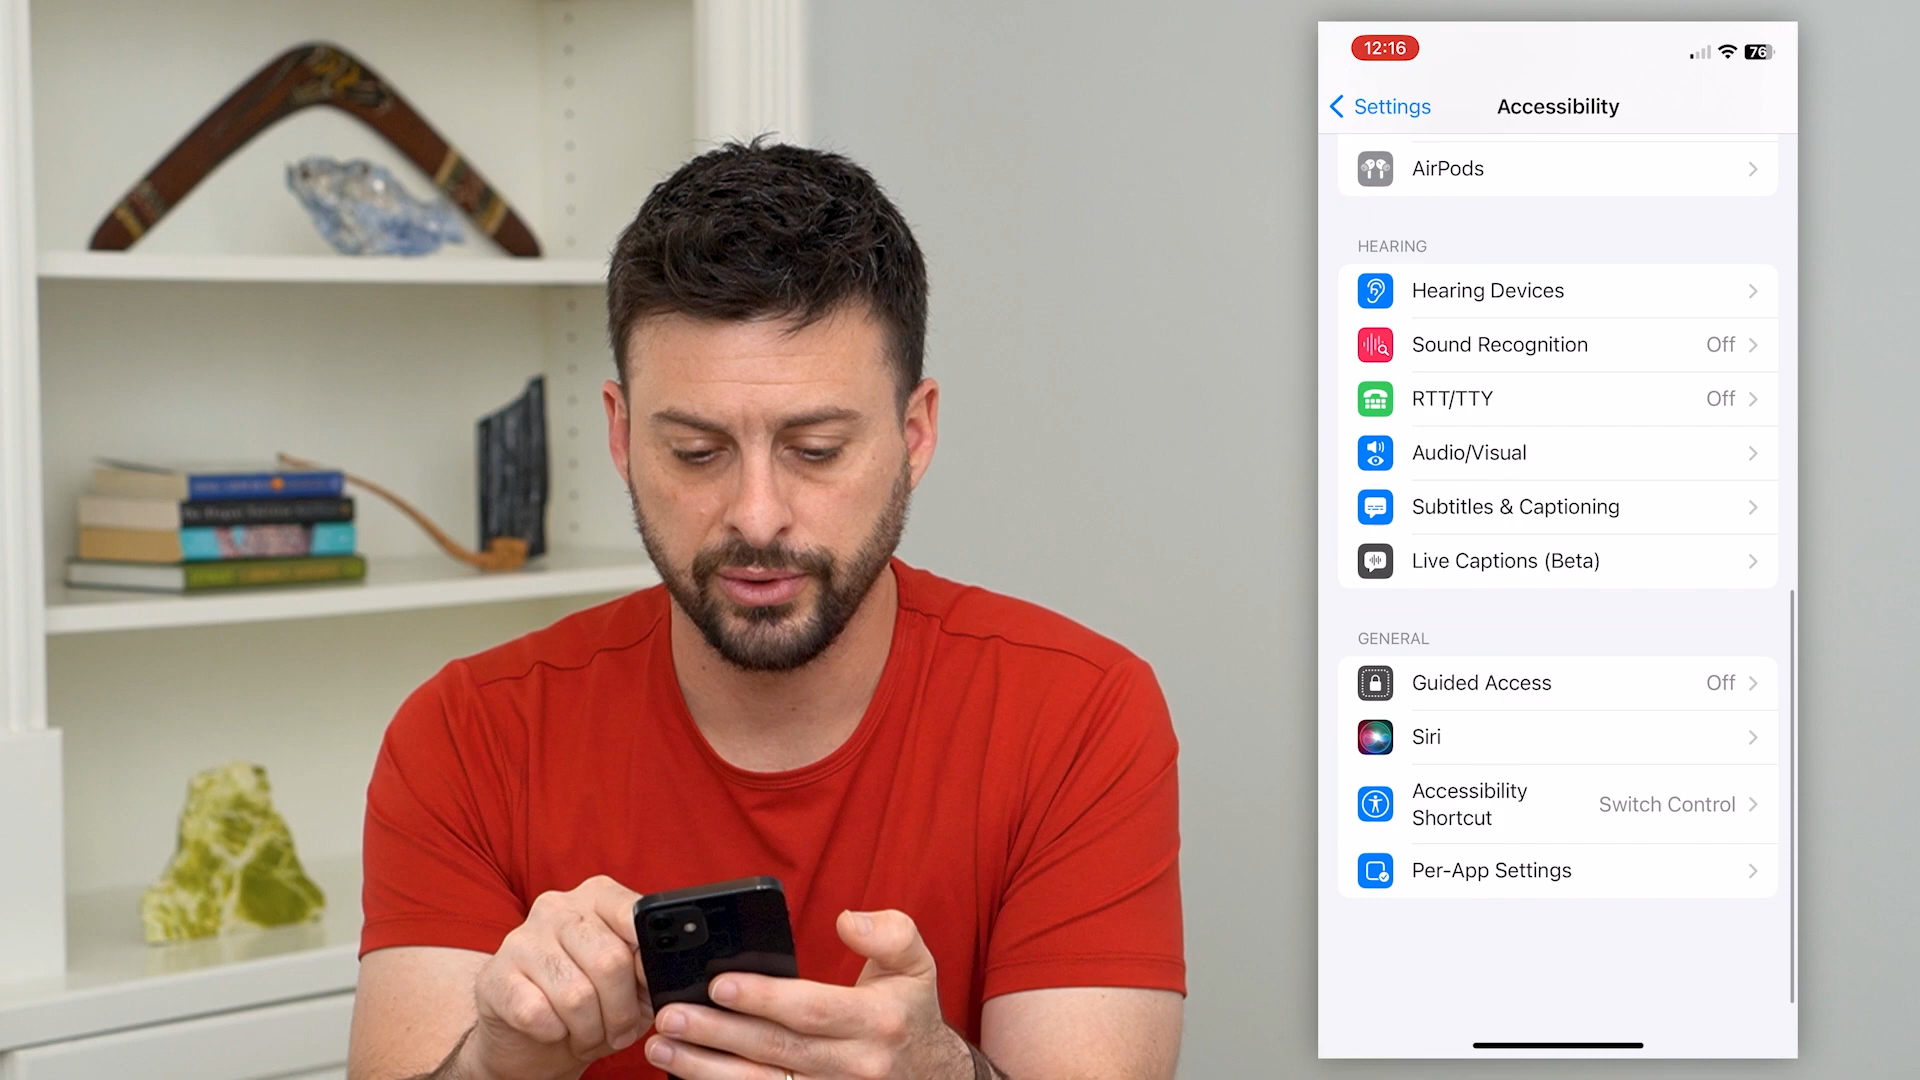 12:16
76
Settings
Accessibility
AirPods
HEARING
Hearing Devices
Sound Recognition Off
RTT/TTY Off
Audio/Visual
Subtitles & Captioning
Live Captions (Beta)
GENERAL
Guided Access Off
Siri
Accessibility
Shortcut
Switch Control
Per-App Settings